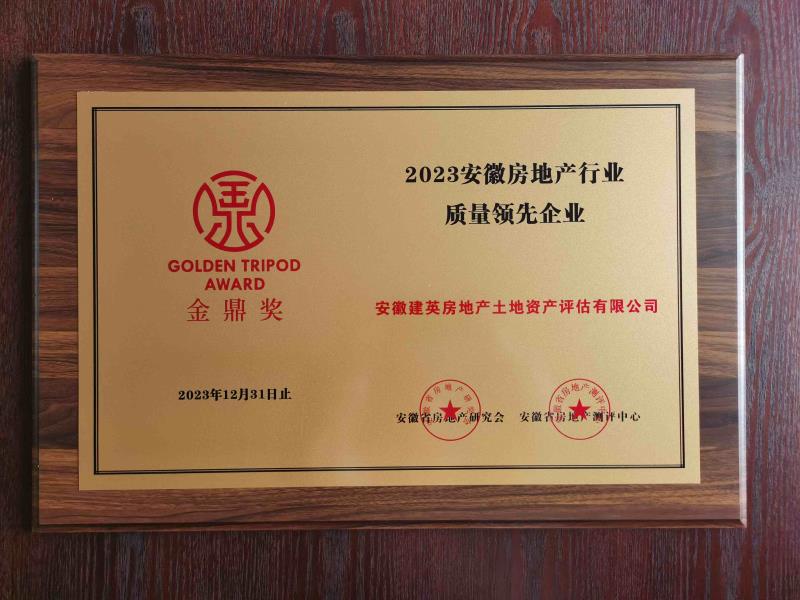 GOLDEN TRIPOD
AWARD
金鼎奖
2023年12月31日止
2023安徽房地产行业
质量领先企业
安徽建英房地产土地资产评估有限公司
安徽省房地产研究会 安徽省房地产测评中心